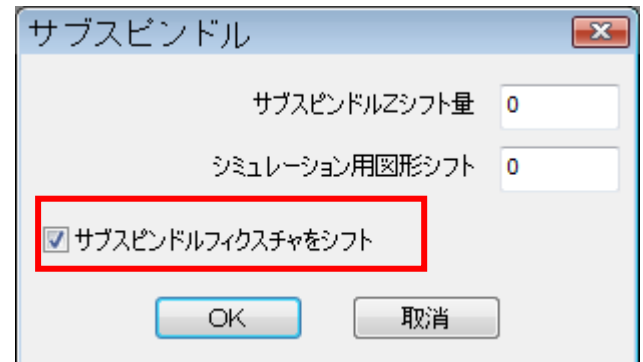 サブスピンドル
サブスピンドルZシフト量 0
シミュレーション用図形シフト 0
サブスピンドルフィクスチャをシフト
OK 取消